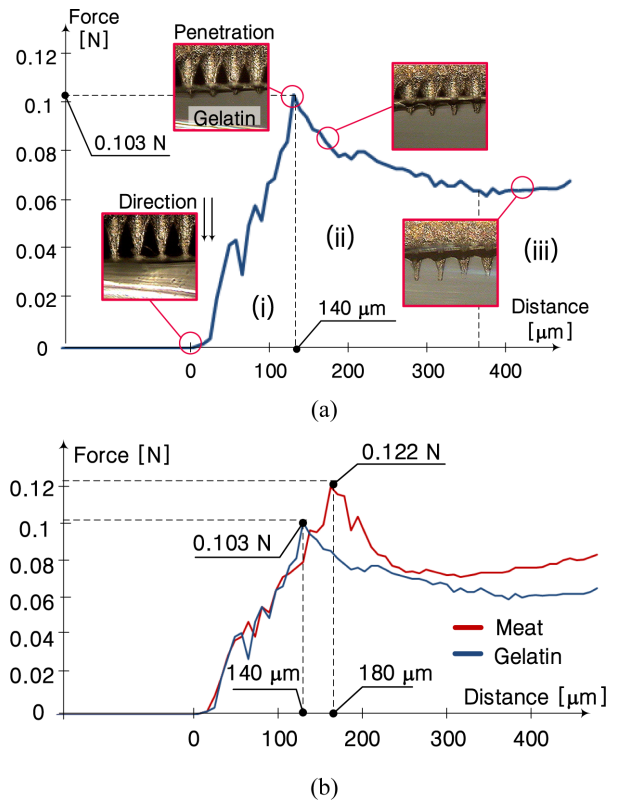 Force
[N]
Penetration
0.12
0.1
0.103 N
Gelatin
0.08
0.06
Direction
0.04
(ii)
(iii)
0.02
(i)
140 μm
Distance
[μm]
0
0
100
200
300
400
(a)
Force [N]
0.122 N
0.12
0.1
0.103 N
0.08
0.06
Meat
0.04
Gelatin
0.02
140 μm
180 μm
Distance [μm]
0
0
100
200
300
400
(b)